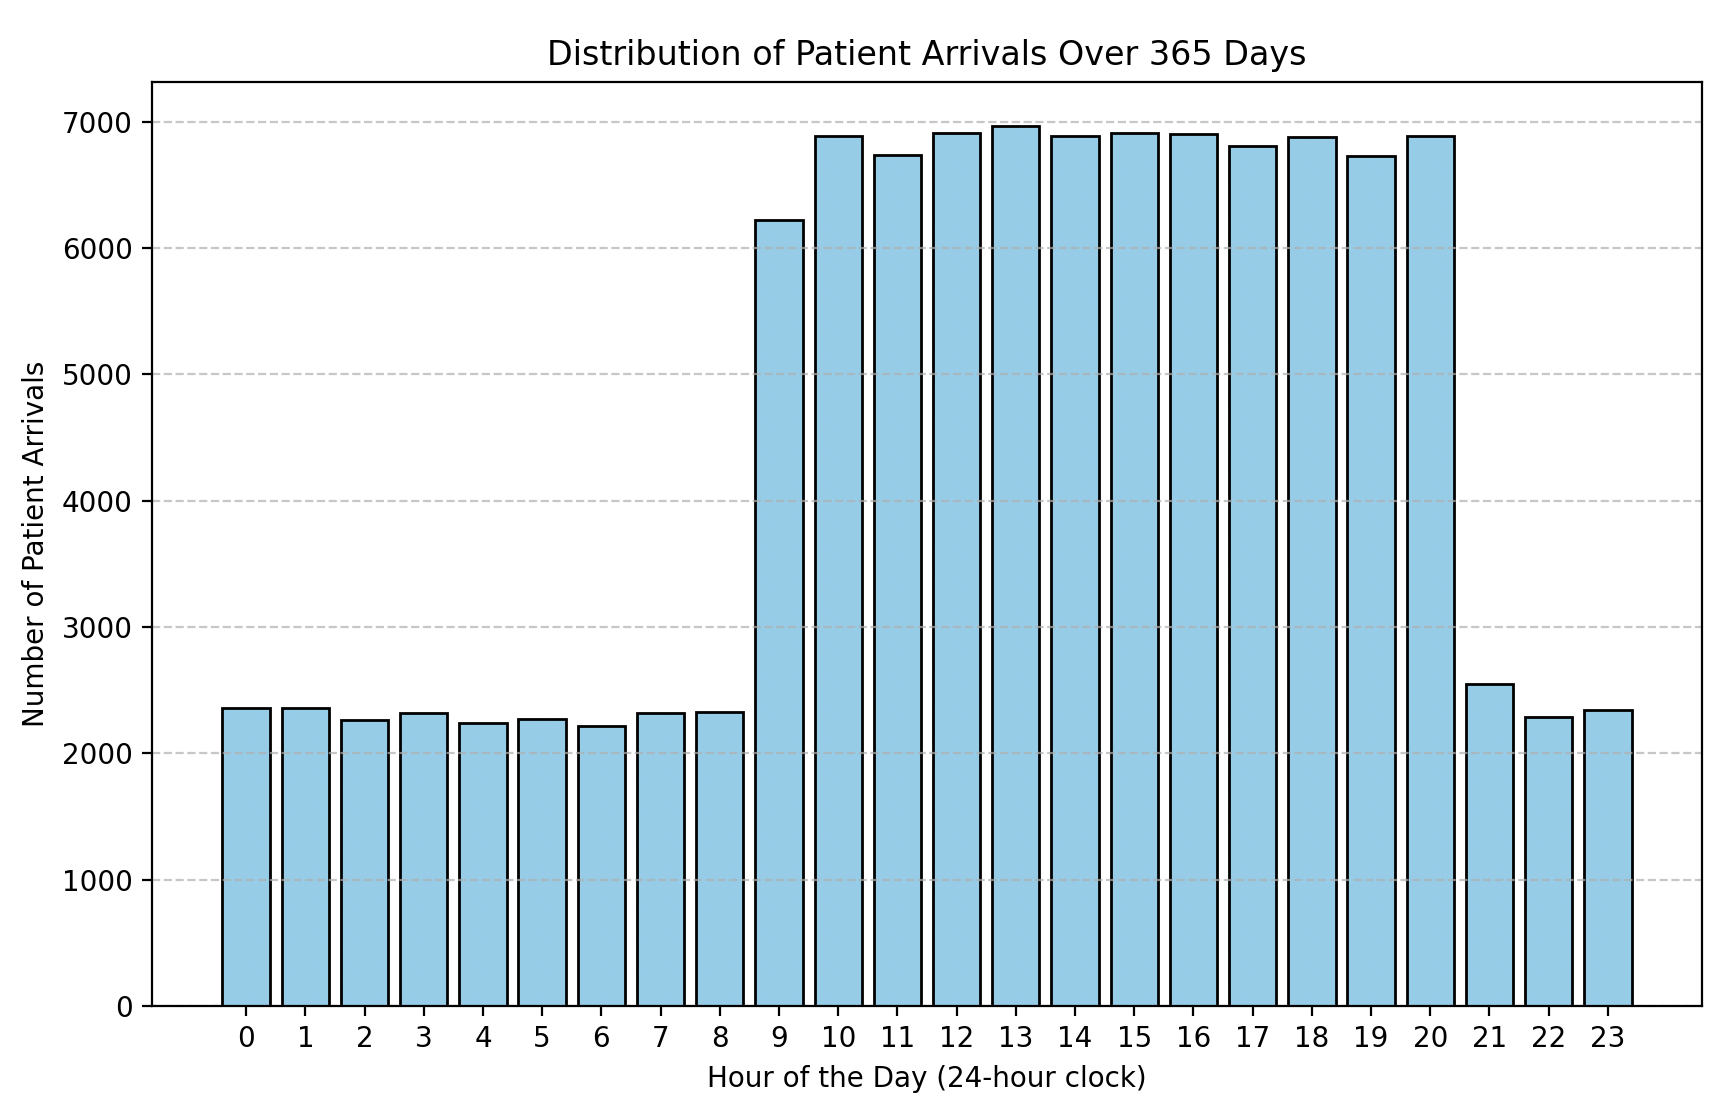 Distribution of Patient Arrivals Over 365 Days
Number of Patient Arrivals
7000
6000
5000
4000
3000
2000
1000
0
0 1 2 3 4 5 6 7 8 9 10 11 12 13 14 15 16 17 18 19 20 21 22 23
Hour of the Day (24-hour clock)